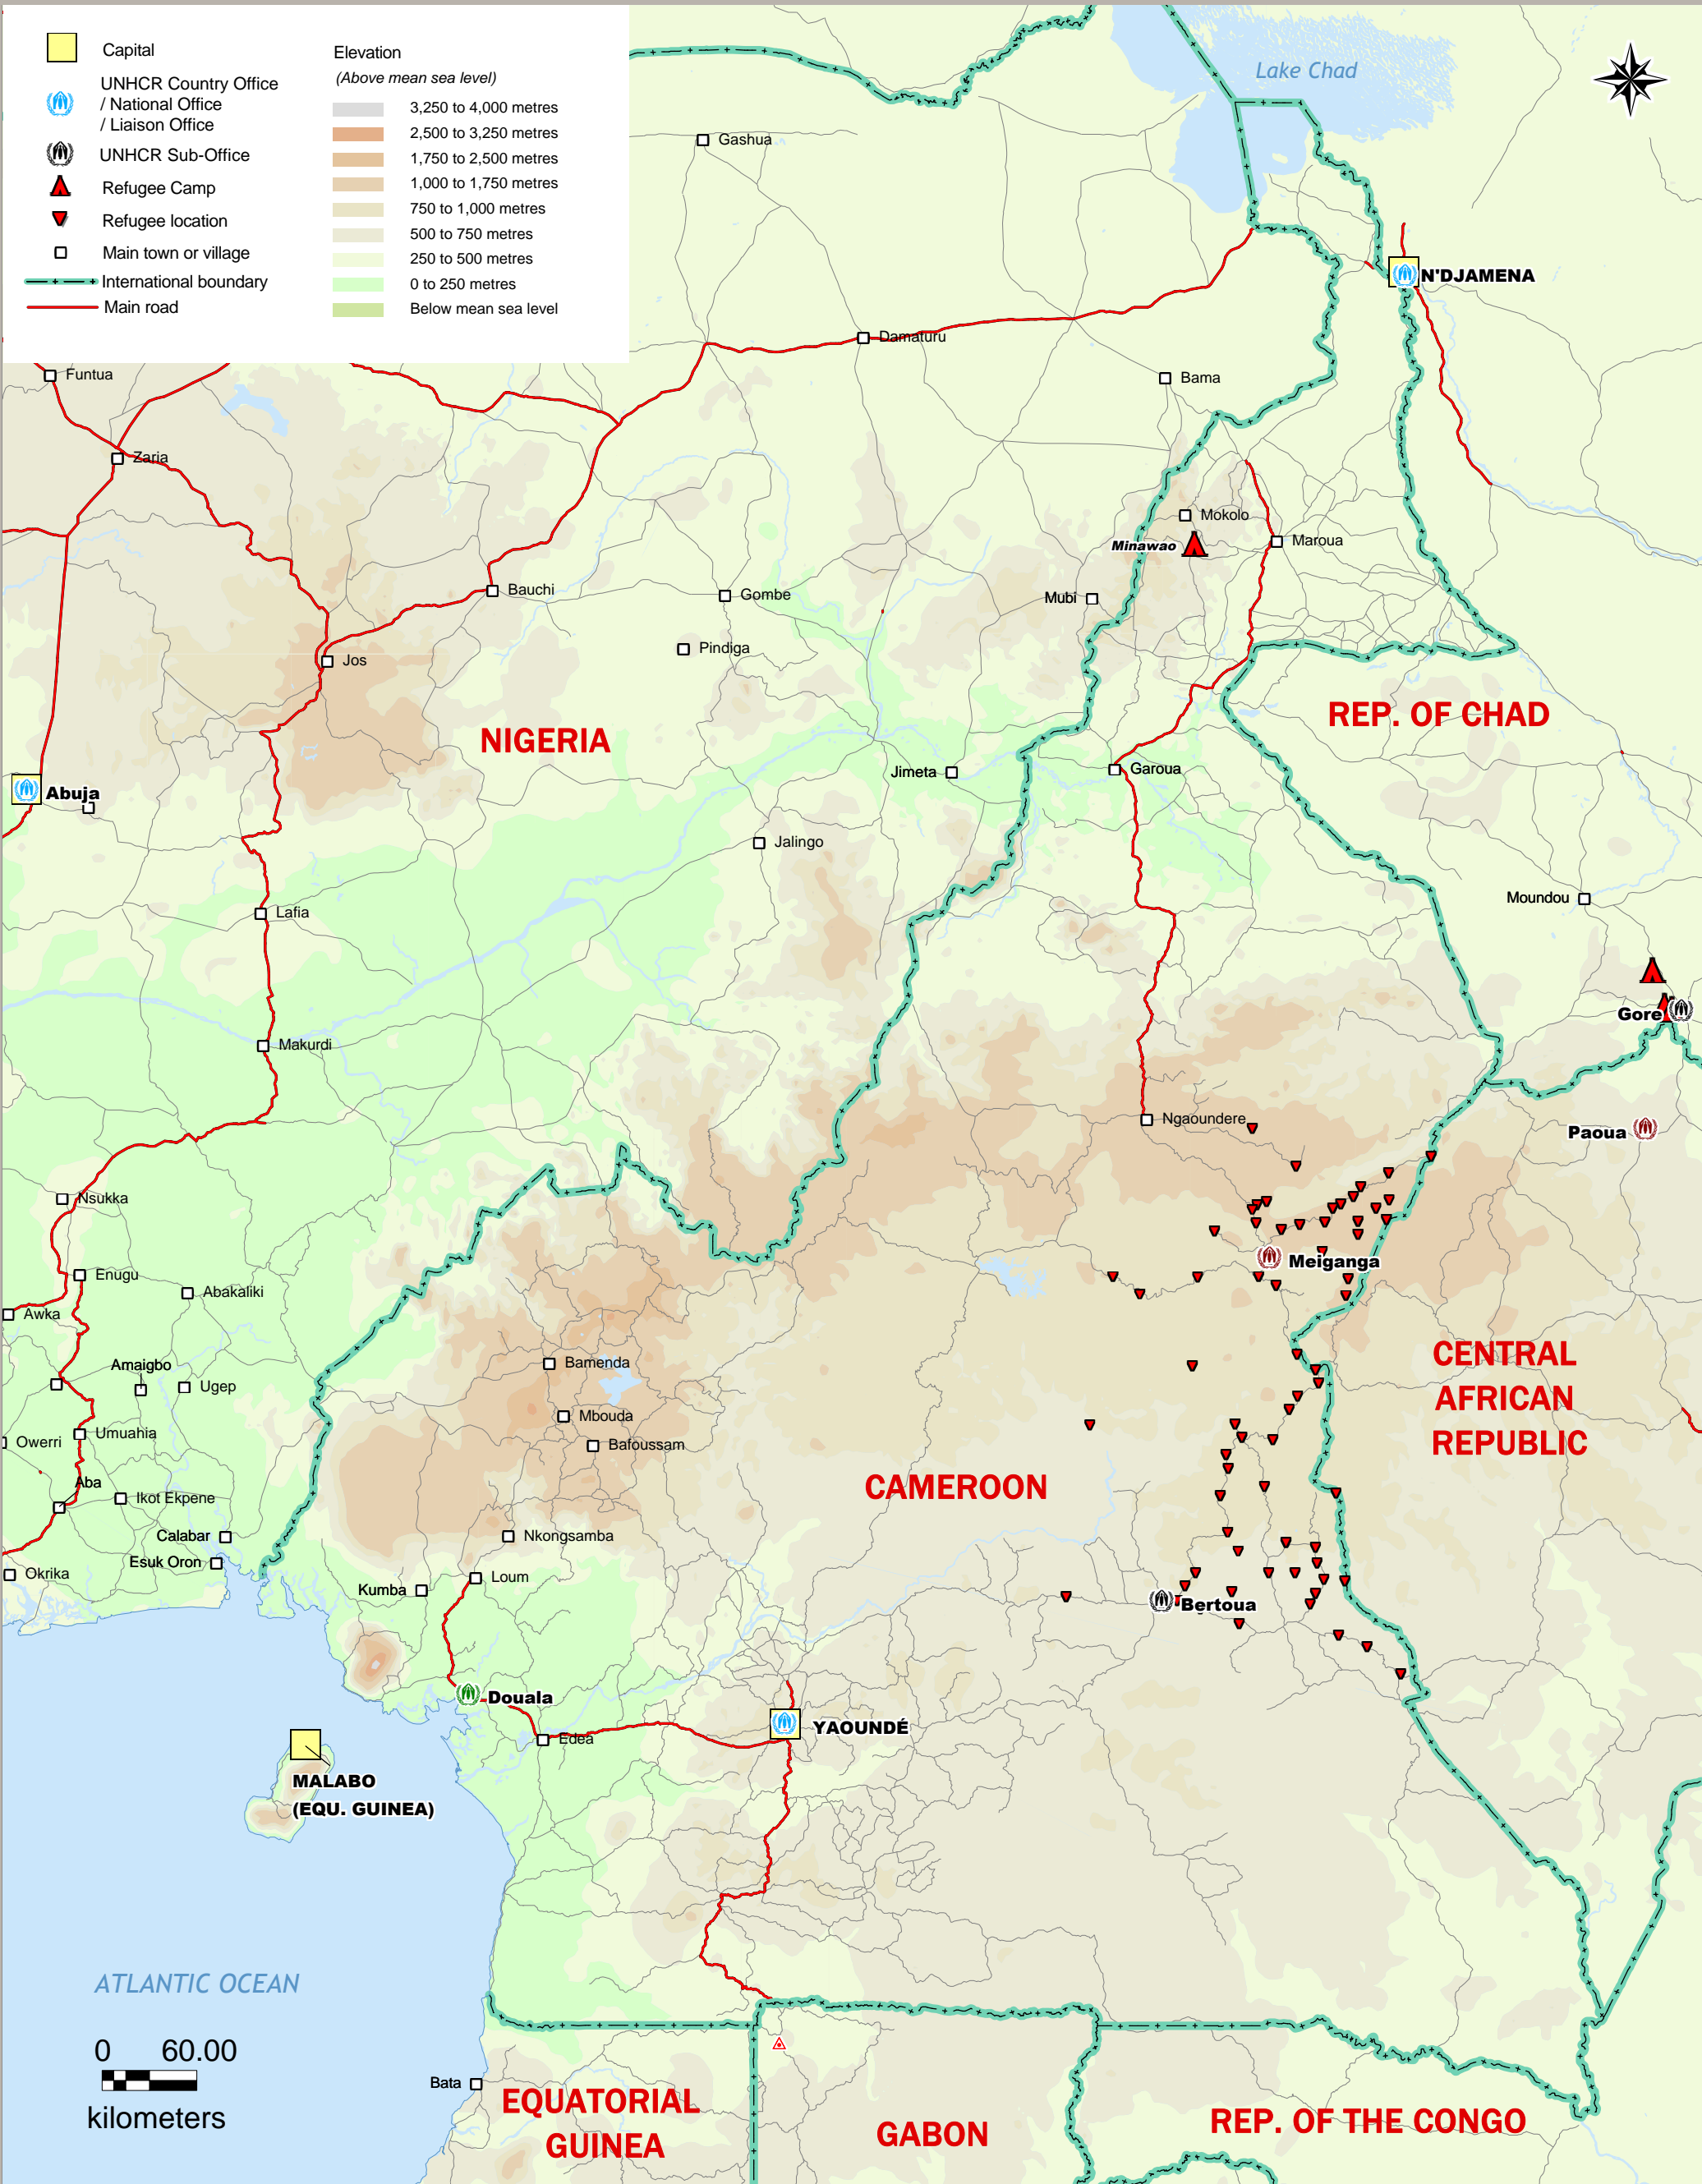 Capital
UNHCR Country Office
/ National Office
/ Liaison Office
UNHCR Sub-Office
Refugee Camp
Refugee location
Main town or village
International boundary
Main road
Elevation
(Above mean sea level)
3,250 to 4,000 metres
2,500 to 3,250 metres
1,750 to 2,500 metres
1,000 to 1,750 metres
750 to 1,000 metres
500 to 750 metres
250 to 500 metres
0 to 250 metres
Below mean sea level
Lake Chad
Gashua
N'DJAMENA
Damaturu
Funtua
Bama
Zaria
Mokolo
Minawao
Maroua
Bauchi
Gombe
Mubi
Pindiga
Jos
REP. OF CHAD
NIGERIA
Jimeta
Garoua
Abuja
Jalingo
Moundou
Lafia
Gore
Makurdi
Ngaoundere
Paoua
Nsukka
Meiganga
Enugu
Abakaliki
Awka
CENTRAL
AFRICAN
REPUBLIC
Amaigbo
Bamenda
Ugep
Mbouda
Umuahia
Owerri
Bafoussam
Aba
CAMEROON
Ikot Ekpene
Calabar
Nkongsamba
Esuk Oron
Okrika
Loum
Kumba
Bertoua
Douala
YAOUNDÉ
Edea
MALABO
(EQU. GUINEA)
ATLANTIC OCEAN
0 60.00
kilometers
Bata
EQUATORIAL
GUINEA
GABON
REP. OF THE CONGO